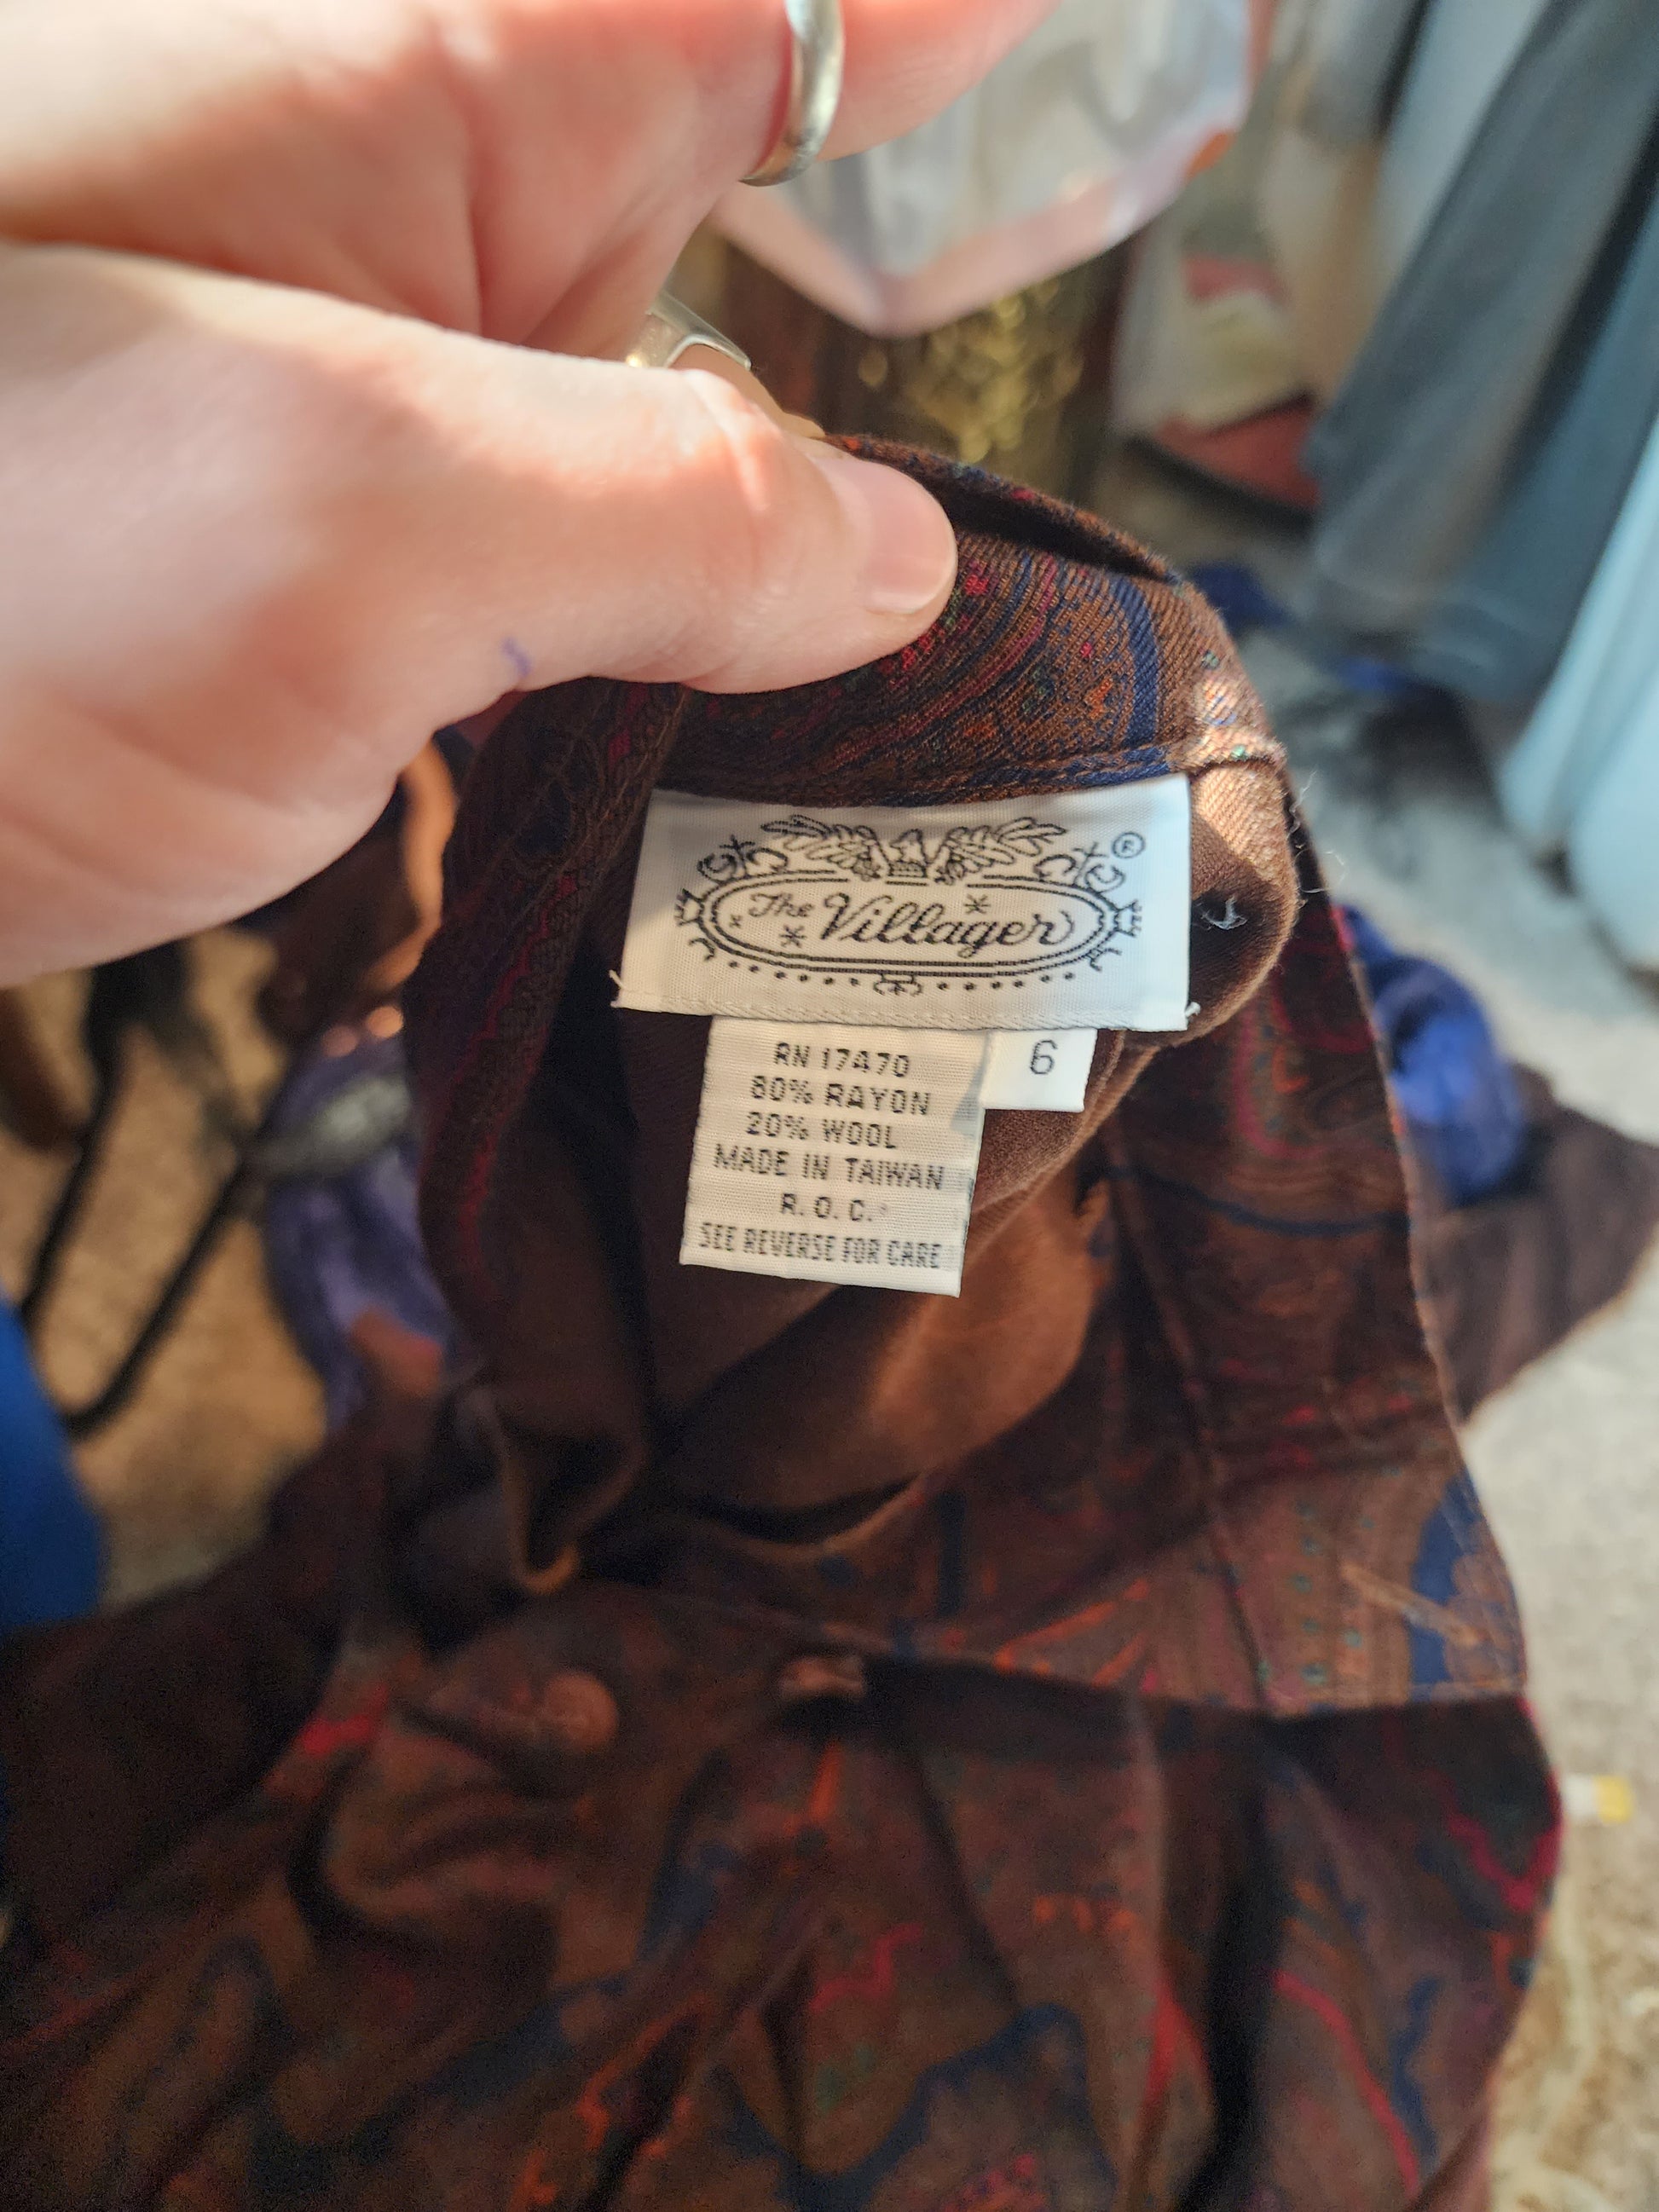 The Villager ®
RN 17470
80% RAYON
20% WOOL
MADE IN TAIWAN
R.O.C.
SEE REVERSE FOR CARE
6